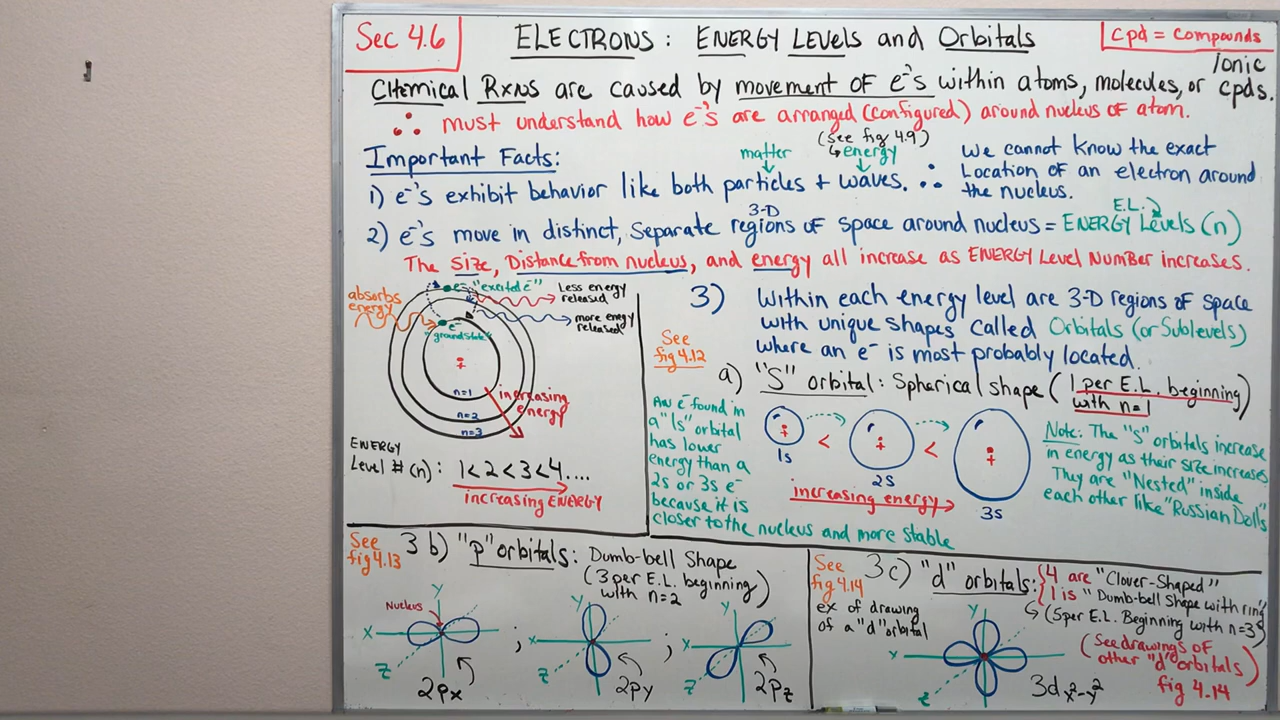 Sec 4.6
ELECTRONS: ENERGY LEVELS and Orbitals
cpd = compounds
Chemical Rxns are caused by movement of e⁻'s within atoms, molecules, or ionic cpds.
∴ must understand how e⁻'s are arranged (configured) around nucleus of atom.
(see fig 4.9)
Important Facts:
matter
↳ energy
1) e⁻'s exhibit behavior like both particles + waves. ∴
We cannot know the exact
Location of an electron around
the nucleus.
3-D
E.L.
2) e⁻'s move in distinct, separate regions of space around nucleus = ENERGY Levels (n)
The size, Distance from nucleus, and energy all increase as ENERGY Level Number increases.
absorbs
energy
e⁻ "excited e⁻"
Less energy
released
more enegy
released
e⁻
ground state
+
n=1
n=2
n=3
increasing
energy
ENERGY
Level # (n): 1<2<3<4....
increasing ENERGY
3) Within each energy level are 3-D regions of space
with unique shapes called Orbitals (or Sublevels)
where an e⁻ is most probably located.
See
fig 4.12
a) "S" orbital: Spherical shape (1 per E.L. beginning
with n=1)
An e⁻ found in
a "1s" orbital
has lower
energy than a
2s or 3s e⁻
because it is
closer to the nucleus and more stable
+ < + < +
1s
2s
3s
increasing energy
Note: The "S" orbitals increase
in energy as their size increases
They are "Nested" inside
each other like "Russian Dolls"
See
fig 4.13
3 b) "p" orbitals: Dumb-bell Shape
(3 per E.L. beginning
with n=2)
Nucleus
Y
X
Z
2px
;
Y
X
Z
2py
;
Y
X
Z
2pz
See
fig 4.14
3c) "d" orbitals: {4 are "Clover-Shaped"
{1 is "Dumb-bell Shape with ring"
(5 per E.L. Beginning with n=3)
ex of drawing
of a "d" orbital
Y
X
Z
3d x²-y²
(See drawings of
other "d" orbitals)
fig 4.14